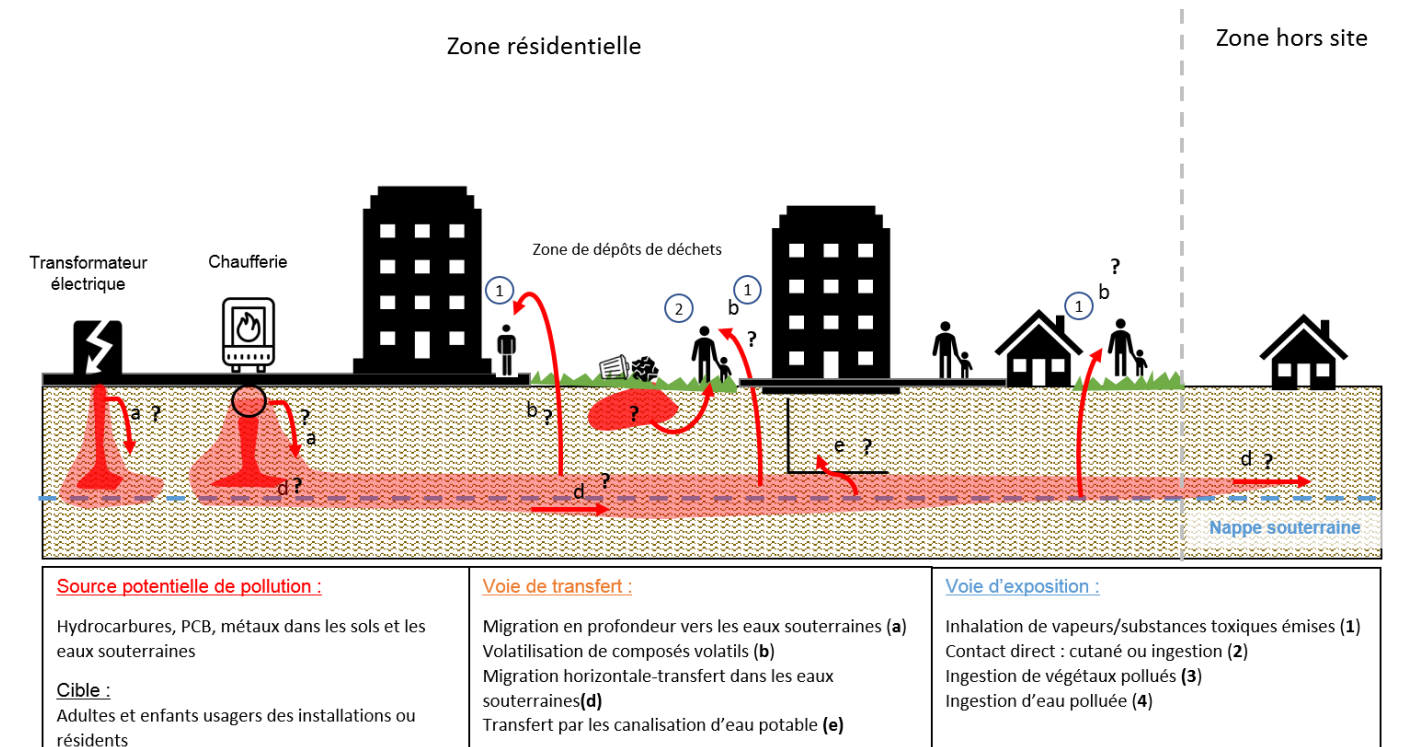 Zone résidentielle
Zone hors site
Zone de dépôts de déchets
Transformateur
électrique
Chaufferie
1
2
b
1
?
?
b
1
a ?
?
a
b
?
?
e ?
d?
d
?
d ?
Nappe souterraine
Source potentielle de pollution :
Hydrocarbures, PCB, métaux dans les sols et les
eaux souterraines
Cible :
Adultes et enfants usagers des installations ou
résidents
Voie de transfert :
Migration en profondeur vers les eaux souterraines (a)
Volatilisation de composés volatils (b)
Migration horizontale-transfert dans les eaux
souterraines(d)
Transfert par les canalisation d'eau potable (e)
Voie d'exposition :
Inhalation de vapeurs/substances toxiques émises (1)
Contact direct : cutané ou ingestion (2)
Ingestion de végétaux pollués (3)
Ingestion d'eau polluée (4)